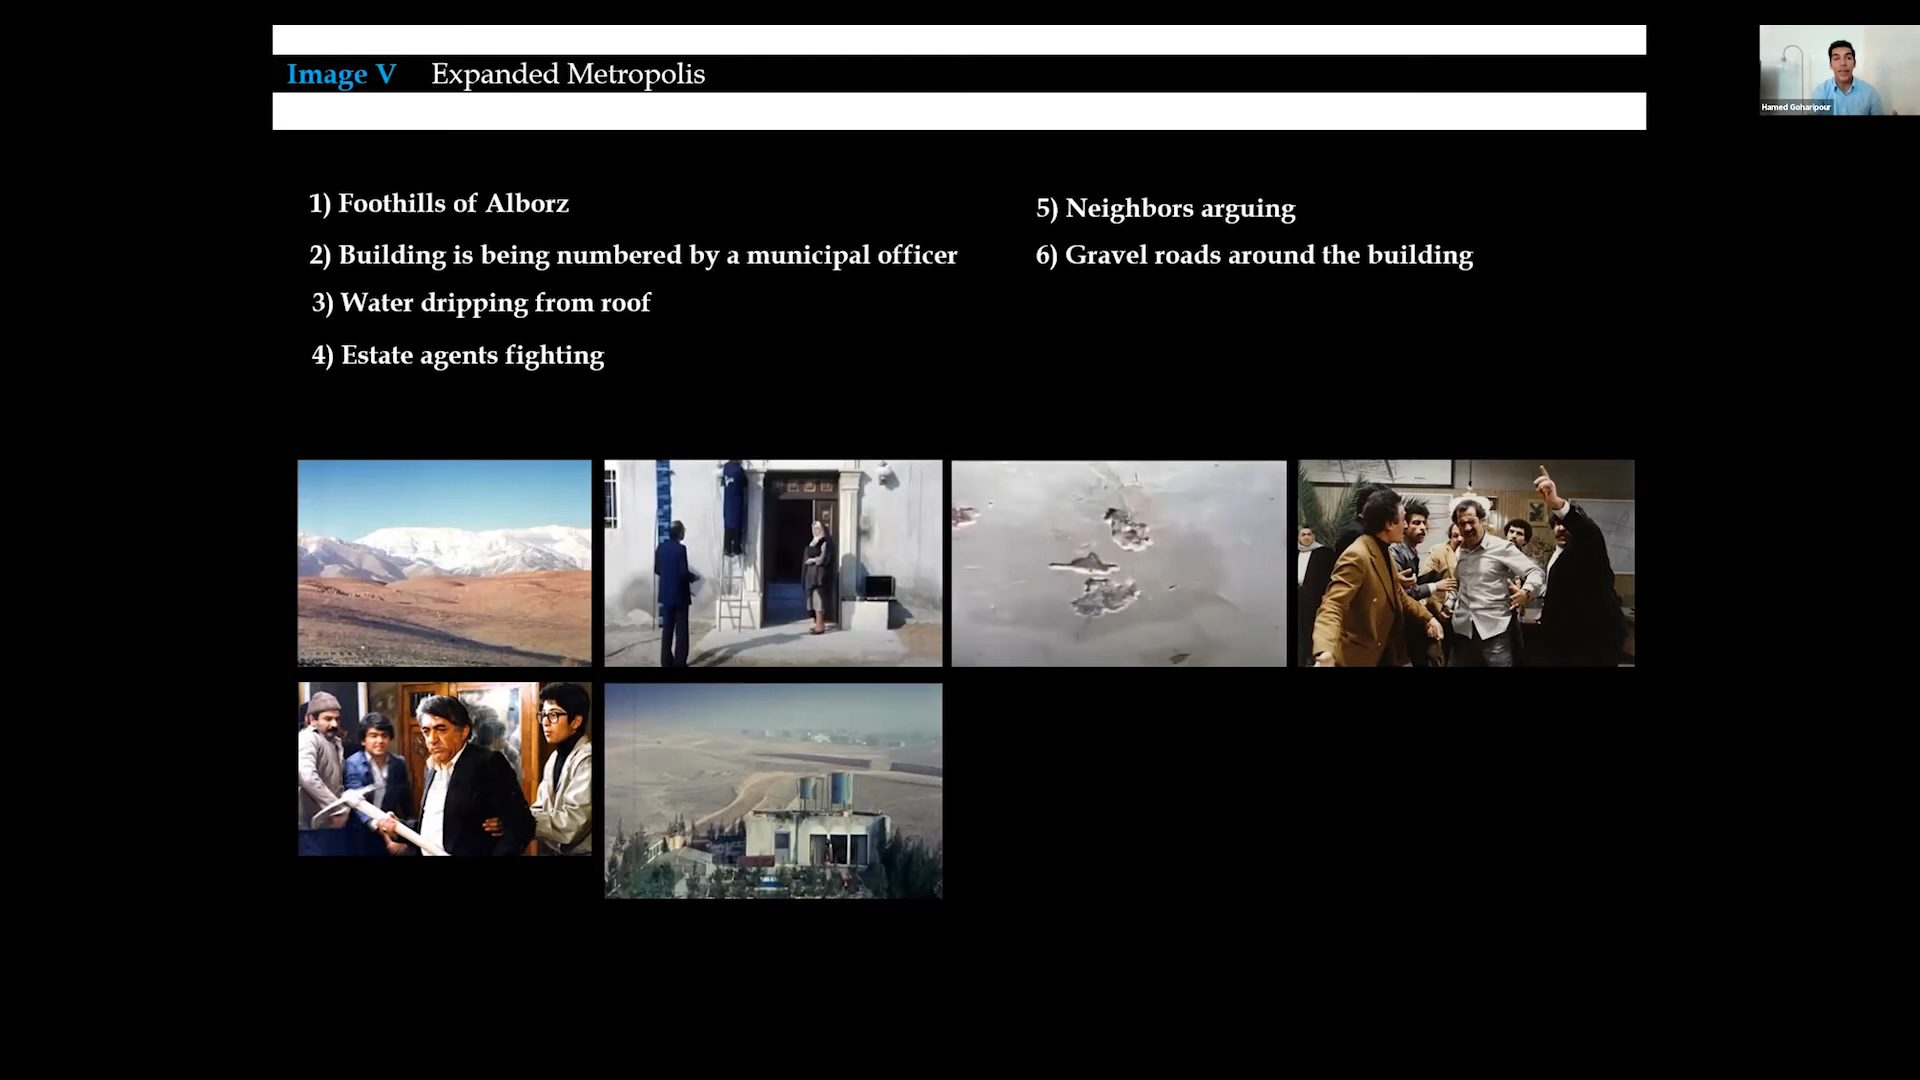 Image V Expanded Metropolis
1) Foothills of Alborz
2) Building is being numbered by a municipal officer
3) Water dripping from roof
4) Estate agents fighting
5) Neighbors arguing
6) Gravel roads around the building
Hamed Goharipour